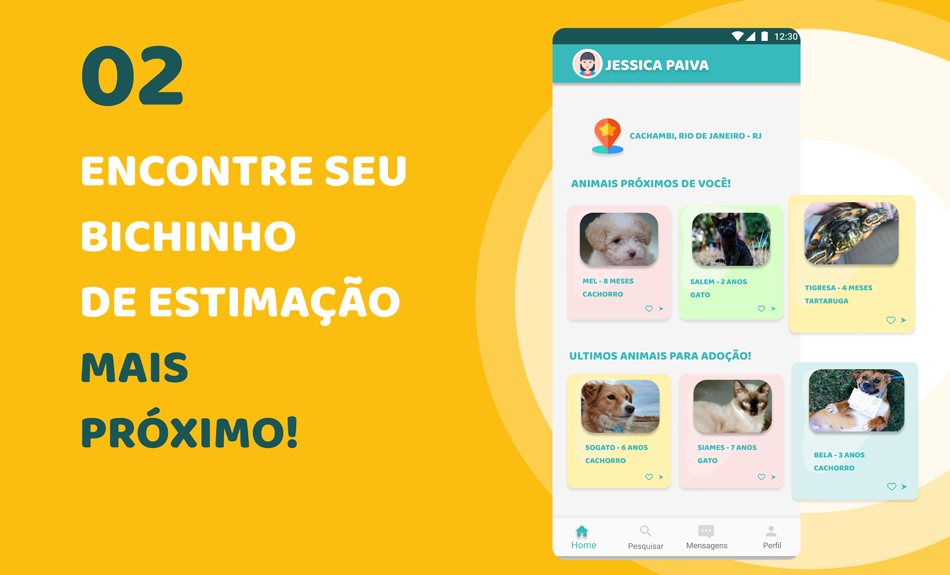 02
ENCONTRE SEU
BICHINHO
DE ESTIMAÇÃO
MAIS
PRÓXIMO!
12:30
JESSICA PAIVA
CACHAMBI, RIO DE JANEIRO - RJ
ANIMAIS PRÓXIMOS DE VOCÊ!
MEL - 8 MESES
CACHORRO
SALEM - 2 ANOS
GATO
TIGRESA - 4 MESES
TARTARUGA
ULTIMOS ANIMAIS PARA ADOÇÃO!
SOGATO - 6 ANOS
CACHORRO
SIAMES - 7 ANOS
GATO
BELA - 3 ANOS
CACHORRO
Home
Pesquisar
Mensagens
Perfil